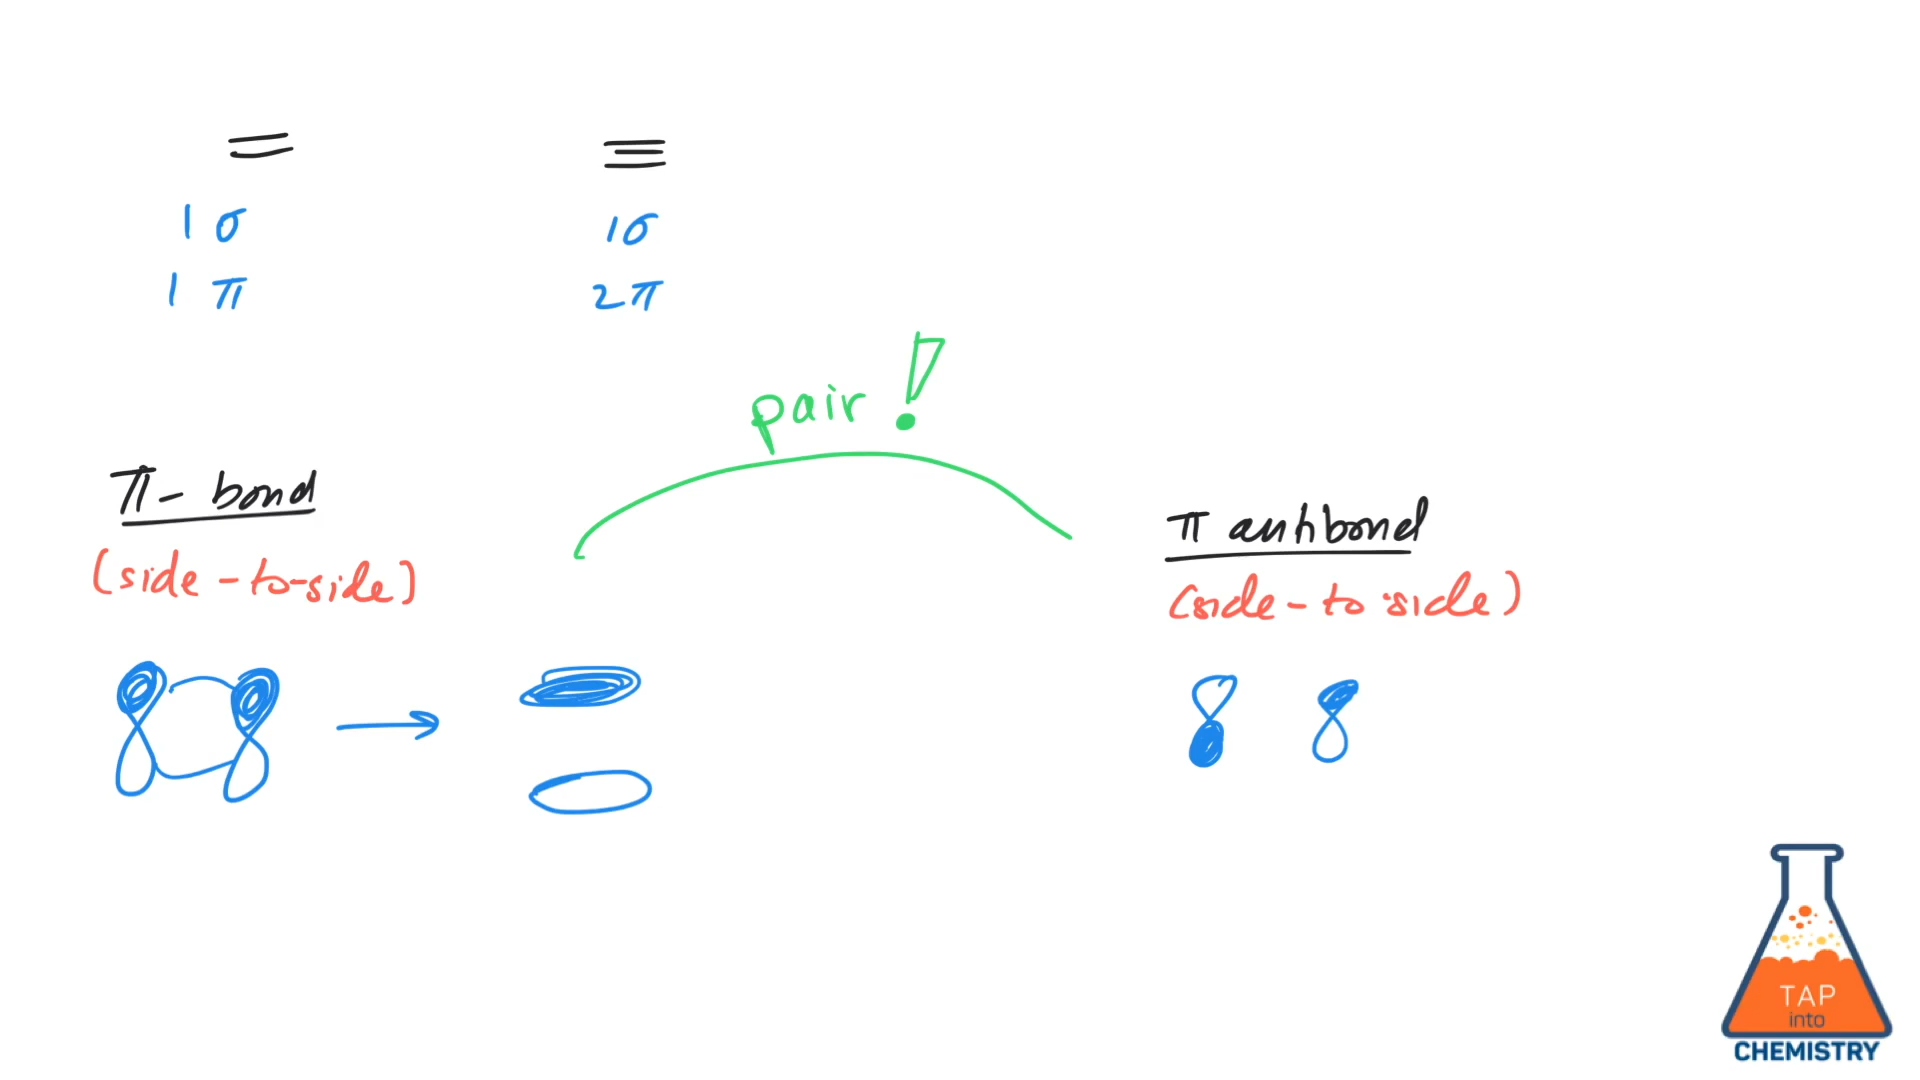 1 σ
1 π
1σ
2π
pair!
π- bond
(side-to-side)
π antibond
(side-to side)
TAP
into
CHEMISTRY